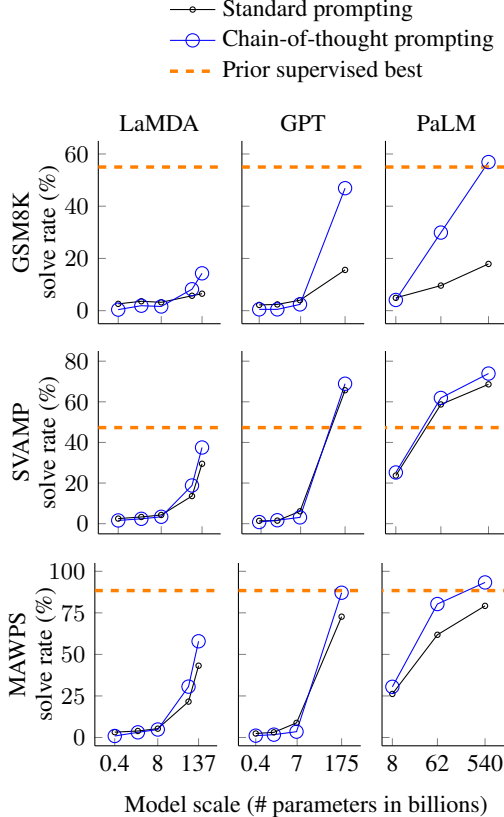 Standard prompting
Chain-of-thought prompting
Prior supervised best
LaMDA GPT PaLM
GSM8K
solve rate (%)
60
40
20
0
SVAMP
solve rate (%)
80
60
40
20
0
MAWPS
solve rate (%)
100
75
50
25
0
0.4 8 137 0.4 7 175 8 62 540
Model scale (# parameters in billions)